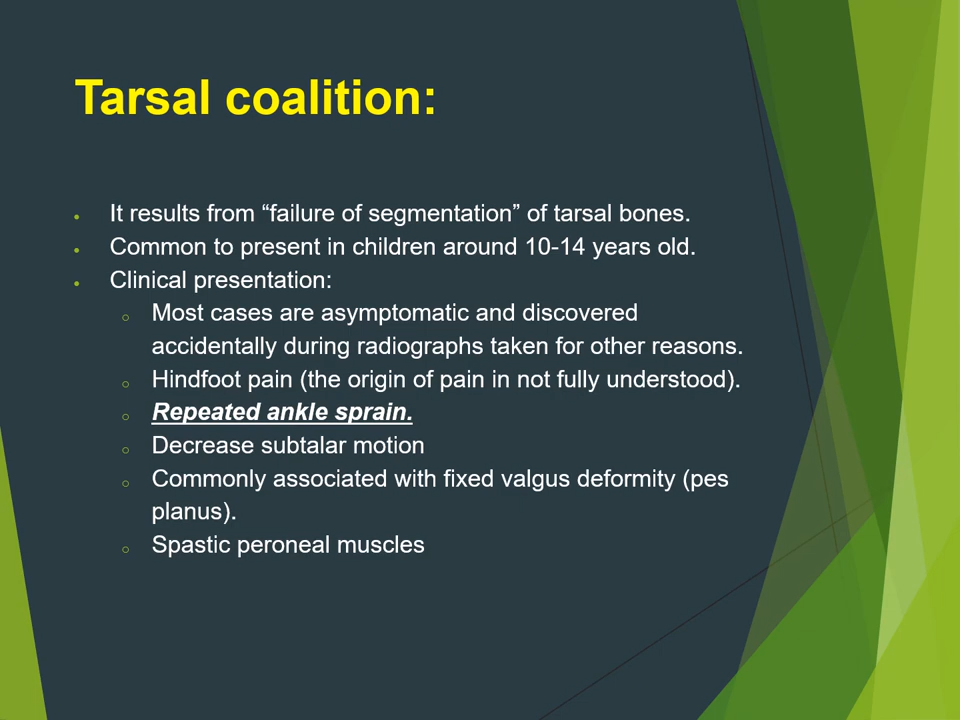 Tarsal coalition:
• It results from “failure of segmentation” of tarsal bones.
• Common to present in children around 10-14 years old.
• Clinical presentation:
o Most cases are asymptomatic and discovered
accidentally during radiographs taken for other reasons.
o Hindfoot pain (the origin of pain in not fully understood).
o Repeated ankle sprain.
o Decrease subtalar motion
o Commonly associated with fixed valgus deformity (pes
planus).
o Spastic peroneal muscles